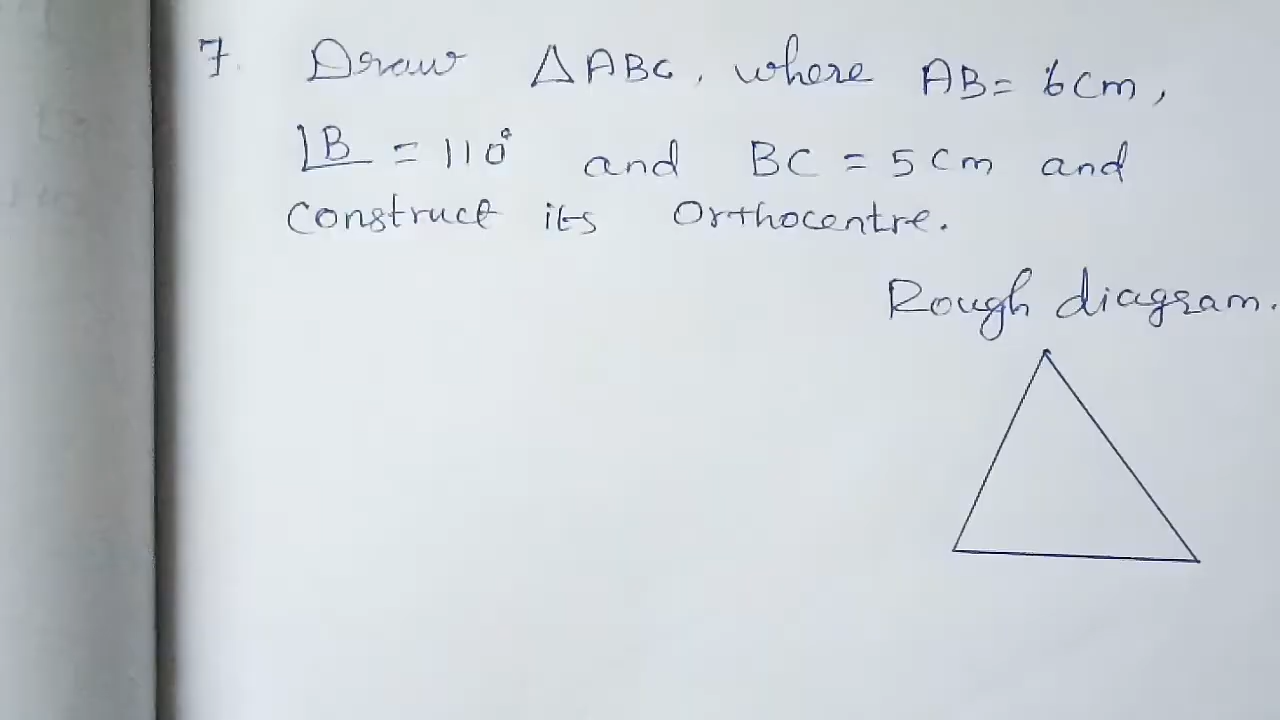 7. Draw △ABC, where AB = 6cm,
∠B = 110° and BC = 5cm and
Construct its Orthocentre.
Rough diagram.